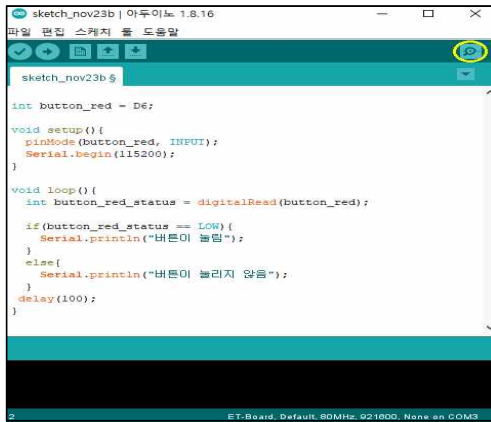 sketch_nov23b | 아두이노 1.8.16
파일 편집 스케치 툴 도움말
sketch_nov23b §
int button_red = D6;
void setup(){
pinMode(button_red, INPUT);
Serial.begin(115200);
}
void loop(){
int button_red_status = digitalRead(button_red);
if(button_red_status == LOW){
Serial.println("버튼이 눌림");
}
else{
Serial.println("버튼이 눌리지 않음");
}
delay(100);
}
2 ET-Board, Default, 80MHz, 921600, None on COM3